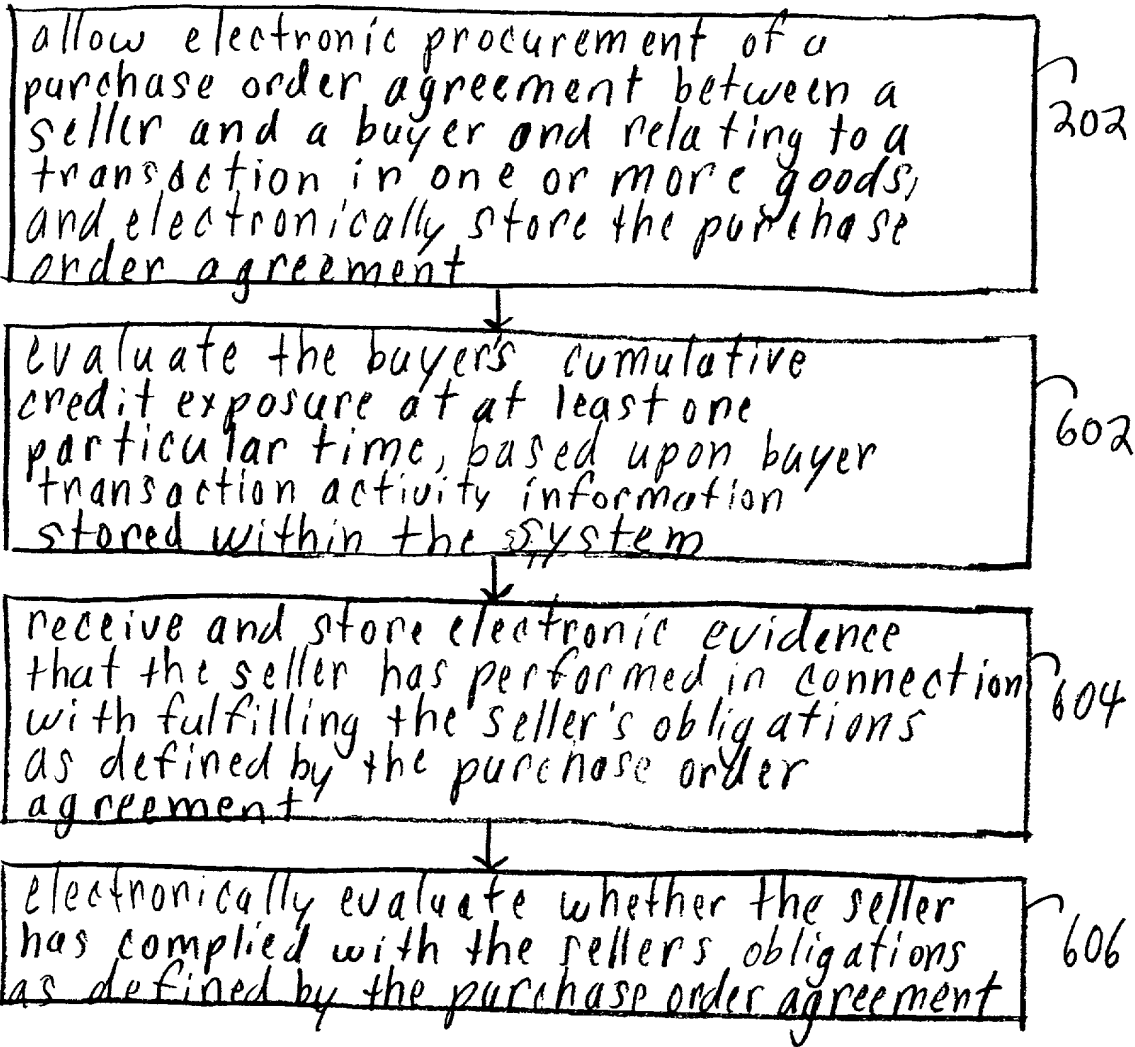 allow electronic procurement of a
purchase order agreement between a
seller and a buyer and relating to a
transaction in one or more goods,
and electronically store the purchase
order agreement
202
evaluate the buyer's cumulative
credit exposure at at least one
particular time, based upon buyer
transaction activity information
stored within the system
602
receive and store electronic evidence
that the seller has performed in connection
with fulfilling the seller's obligations
as defined by the purchase order
agreement
604
electronically evaluate whether the seller
has complied with the sellers obligations
as defined by the purchase order agreement
606